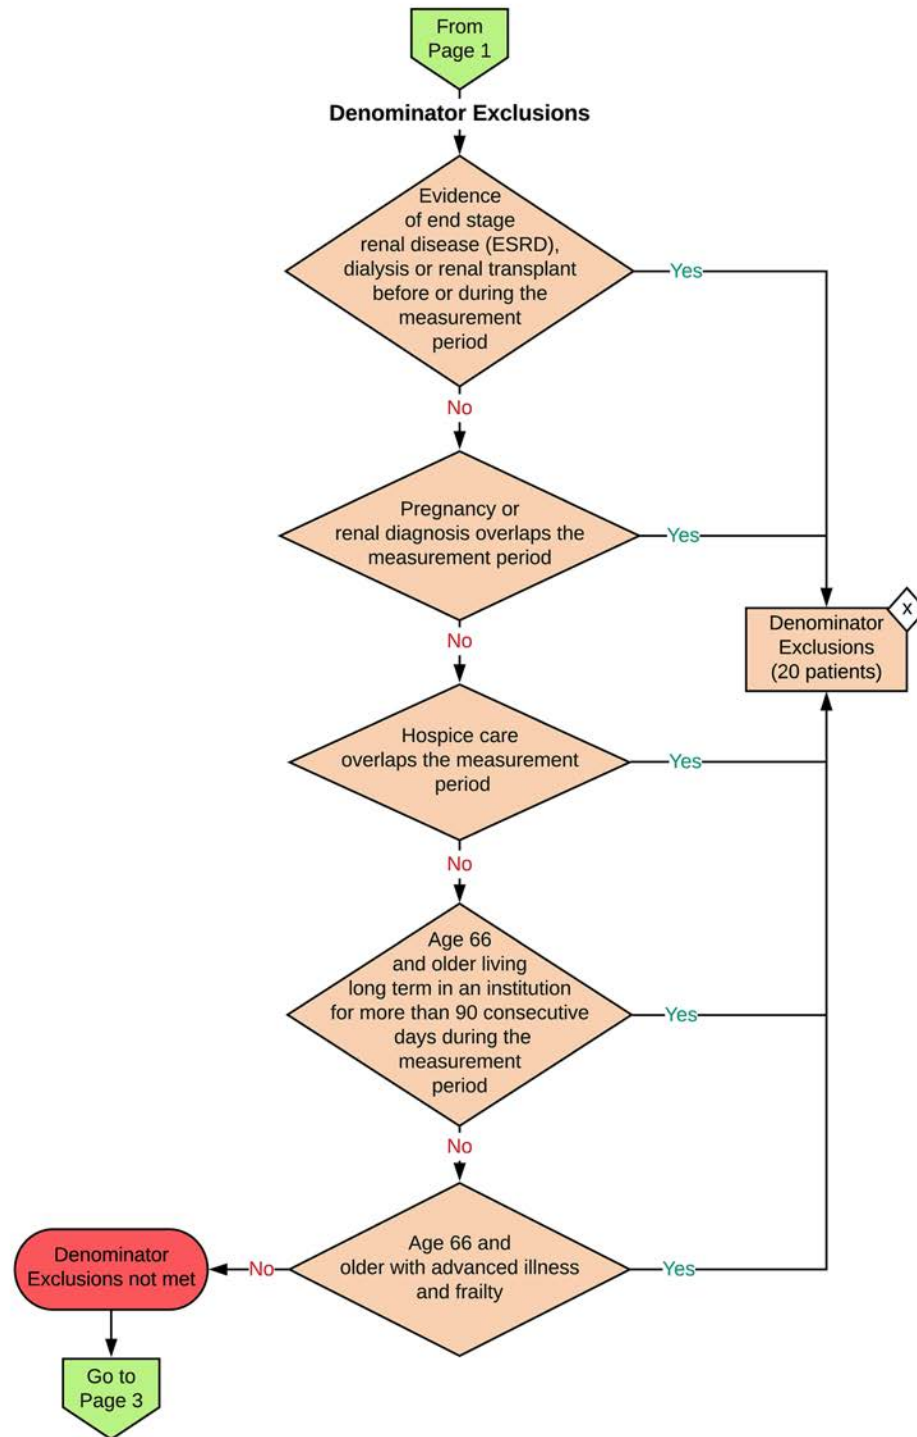 From
Page 1
Denominator Exclusions
Evidence
of end stage
renal disease (ESRD),
dialysis or renal transplant
before or during the
measurement
period
Yes
No
Pregnancy or
renal diagnosis overlaps the
measurement period
Yes
x
Denominator
Exclusions
(20 patients)
No
Hospice care
overlaps the measurement
period
Yes
No
Age 66
and older living
long term in an institution
for more than 90 consecutive
days during the
measurement
period
Yes
No
Age 66 and
older with advanced illness
and frailty
Yes
No
Denominator
Exclusions not met
Go to
Page 3